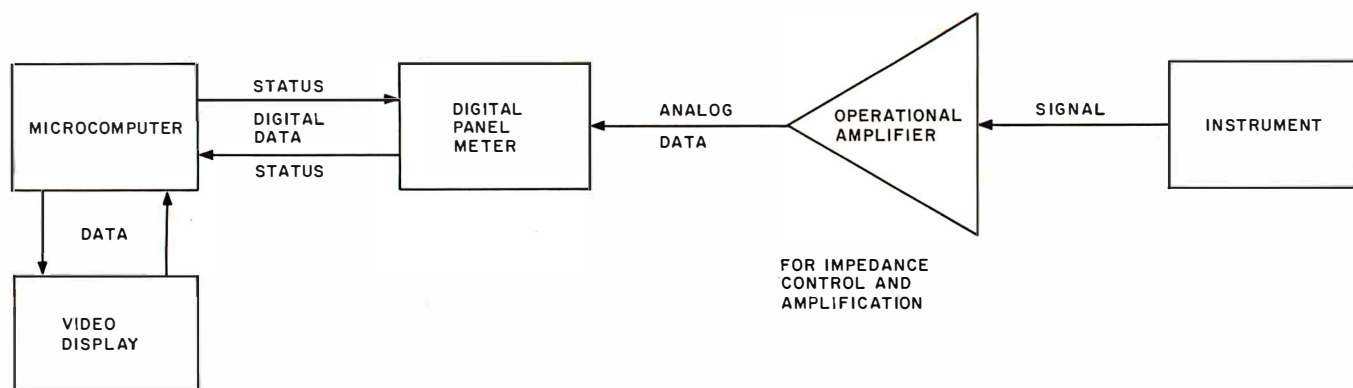 MICROCOMPUTER
STATUS
DIGITAL
DATA
STATUS
DIGITAL
PANEL
METER
ANALOG
DATA
OPERATIONAL
AMPLIFIER
SIGNAL
INSTRUMENT
DATA
VIDEO
DISPLAY
FOR IMPEDANCE
CONTROL AND
AMPLIFICATION